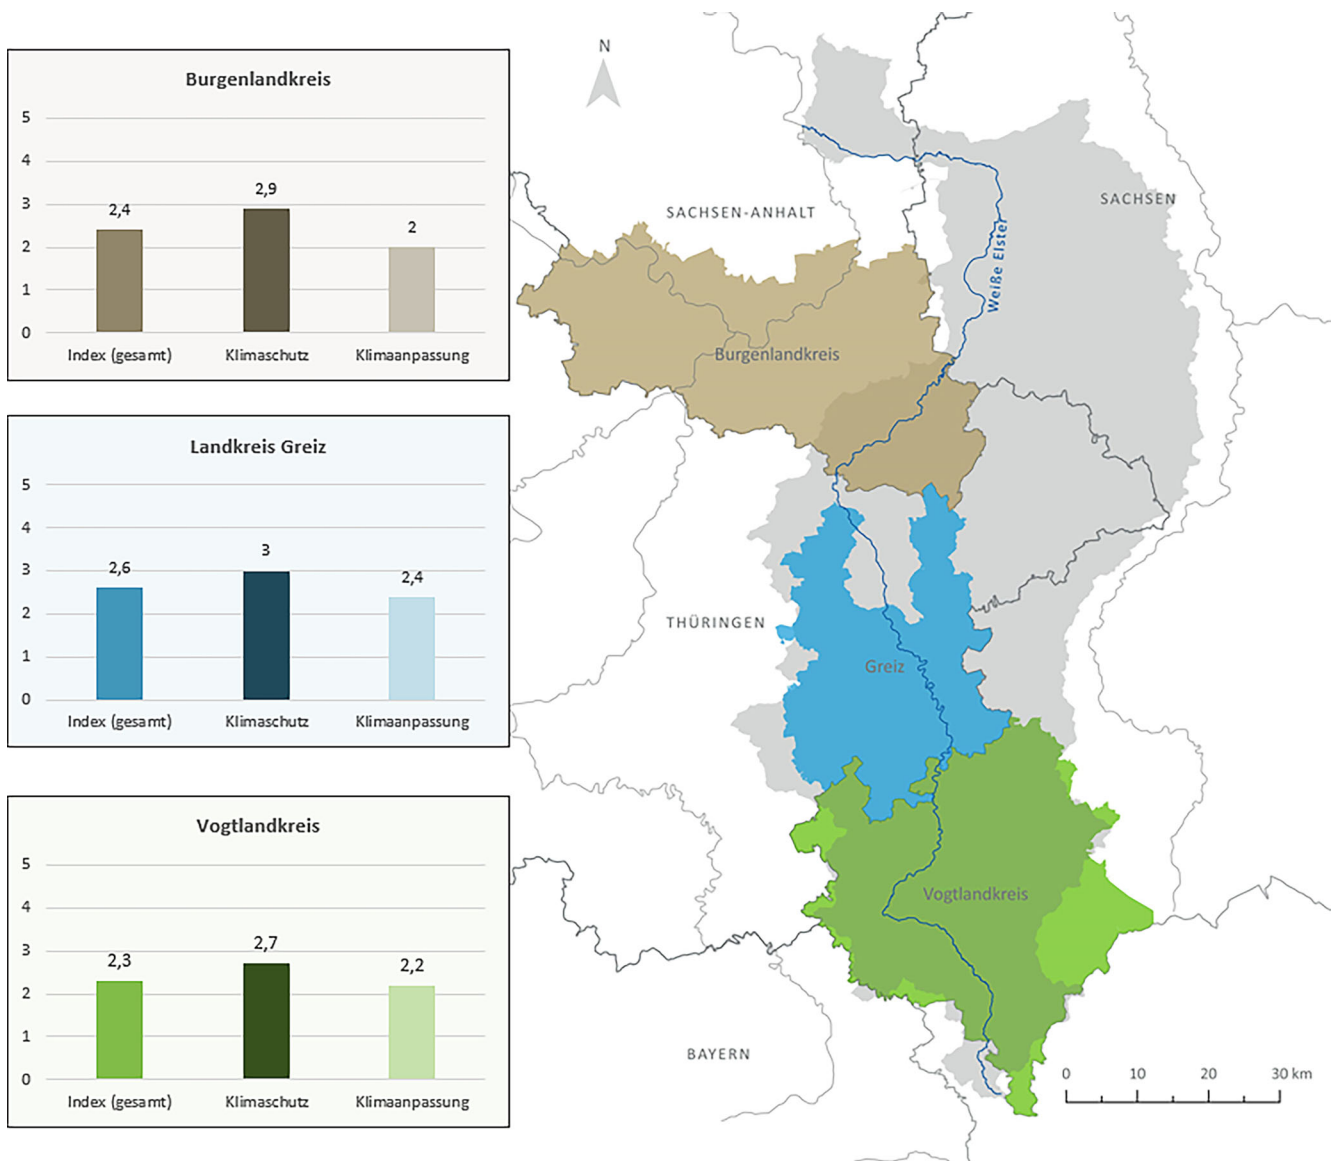 Burgenlandkreis
5
4
3
2
1
0
2,4
2,9
2
Index (gesamt)
Klimaschutz
Klimaanpassung
Landkreis Greiz
5
4
3
2
1
0
2,6
3
2,4
Index (gesamt)
Klimaschutz
Klimaanpassung
Vogtlandkreis
5
4
3
2
1
0
2,3
2,7
2,2
Index (gesamt)
Klimaschutz
Klimaanpassung
N
SACHSEN-ANHALT
SACHSEN
Weiße Elster
Burgenlandkreis
THÜRINGEN
Greiz
Vogtlandkreis
BAYERN
0 10 20 30 km